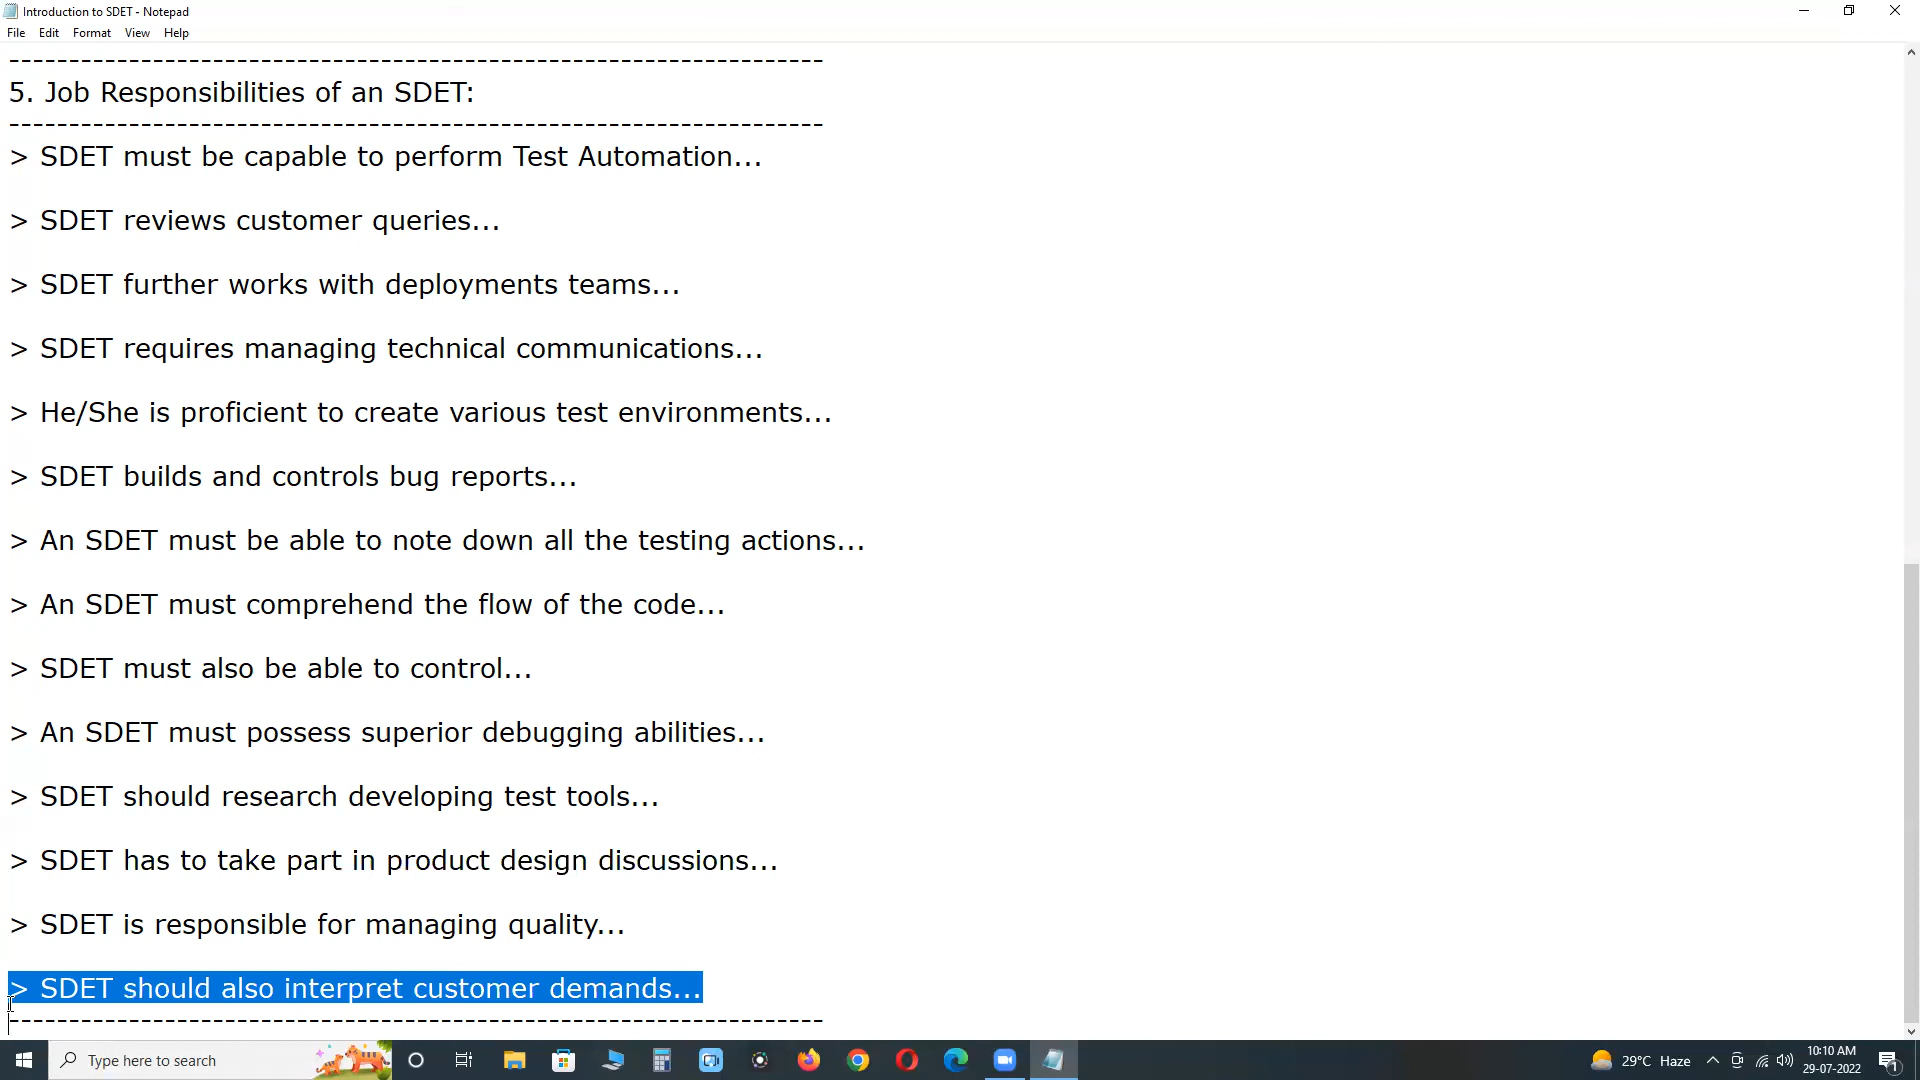 Introduction to SDET - Notepad
File Edit Format View Help
--------------------------------------------------------------------
5. Job Responsibilities of an SDET:
--------------------------------------------------------------------
> SDET must be capable to perform Test Automation...
> SDET reviews customer queries...
> SDET further works with deployments teams...
> SDET requires managing technical communications...
> He/She is proficient to create various test environments...
> SDET builds and controls bug reports...
> An SDET must be able to note down all the testing actions...
> An SDET must comprehend the flow of the code...
> SDET must also be able to control...
> An SDET must possess superior debugging abilities...
> SDET should research developing test tools...
> SDET has to take part in product design discussions...
> SDET is responsible for managing quality...
> SDET should also interpret customer demands...
--------------------------------------------------------------------
Type here to search
29°C Haze
10:10 AM
29-07-2022
1